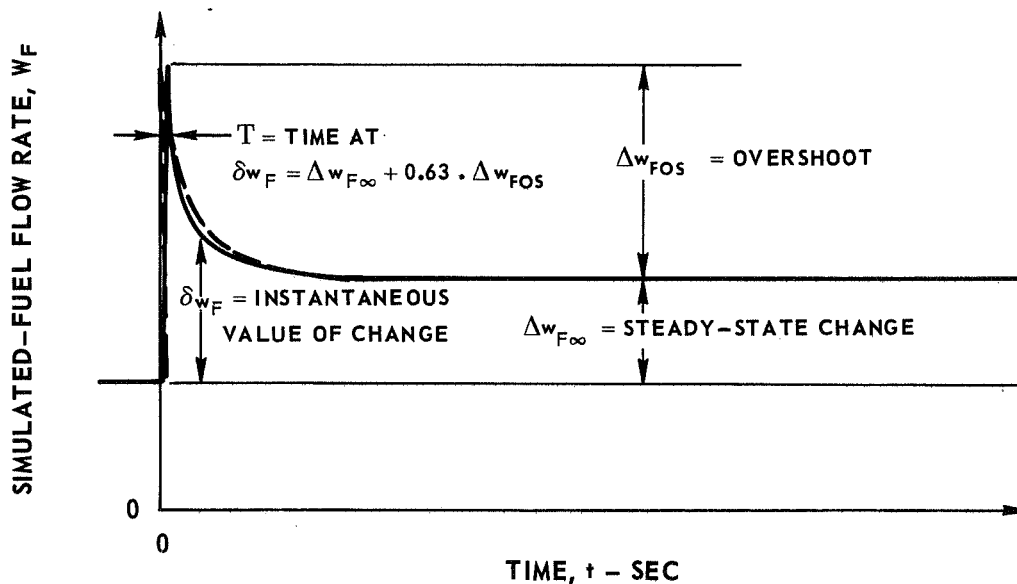 SIMULATED-FUEL FLOW RATE, W_F
T = TIME AT
δw_F = Δw_F∞ + 0.63 . Δw_FOS
Δw_FOS = OVERSHOOT
δw_F = INSTANTANEOUS
VALUE OF CHANGE
Δw_F∞ = STEADY-STATE CHANGE
0
0
TIME, t - SEC